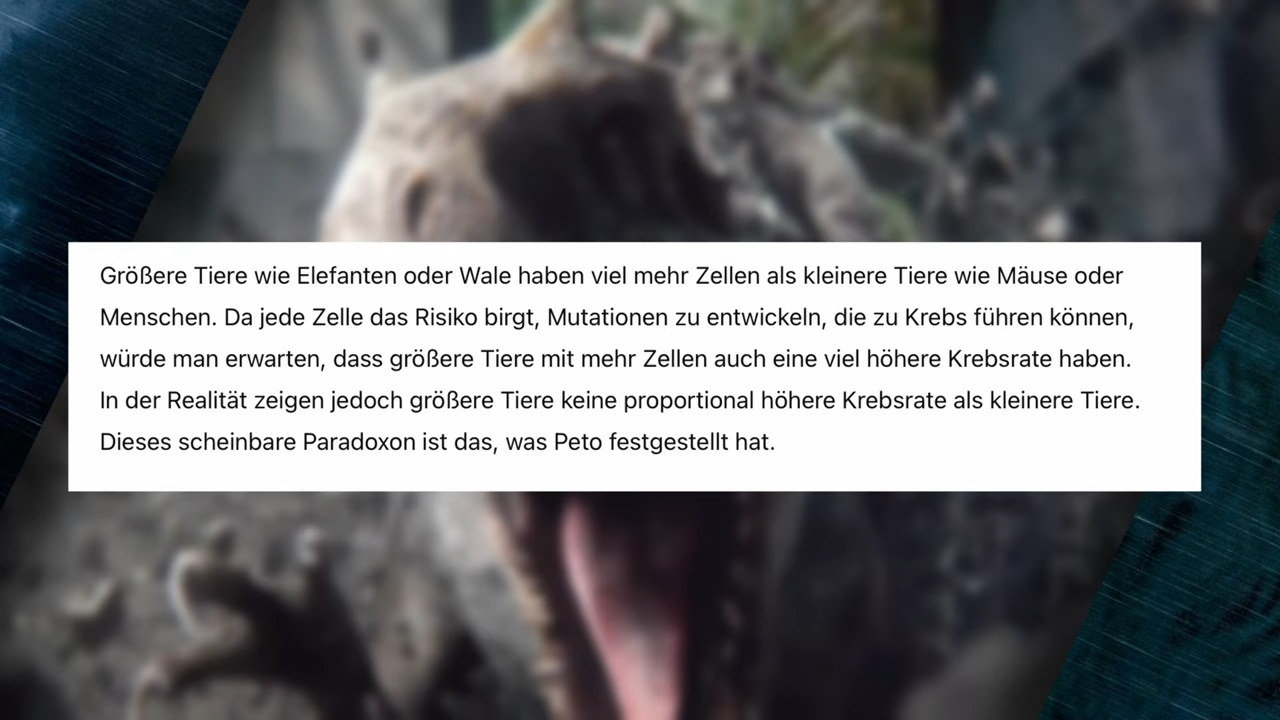 Größere Tiere wie Elefanten oder Wale haben viel mehr Zellen als kleinere Tiere wie Mäuse oder
Menschen. Da jede Zelle das Risiko birgt, Mutationen zu entwickeln, die zu Krebs führen können,
würde man erwarten, dass größere Tiere mit mehr Zellen auch eine viel höhere Krebsrate haben.
In der Realität zeigen jedoch größere Tiere keine proportional höhere Krebsrate als kleinere Tiere.
Dieses scheinbare Paradoxon ist das, was Peto festgestellt hat.